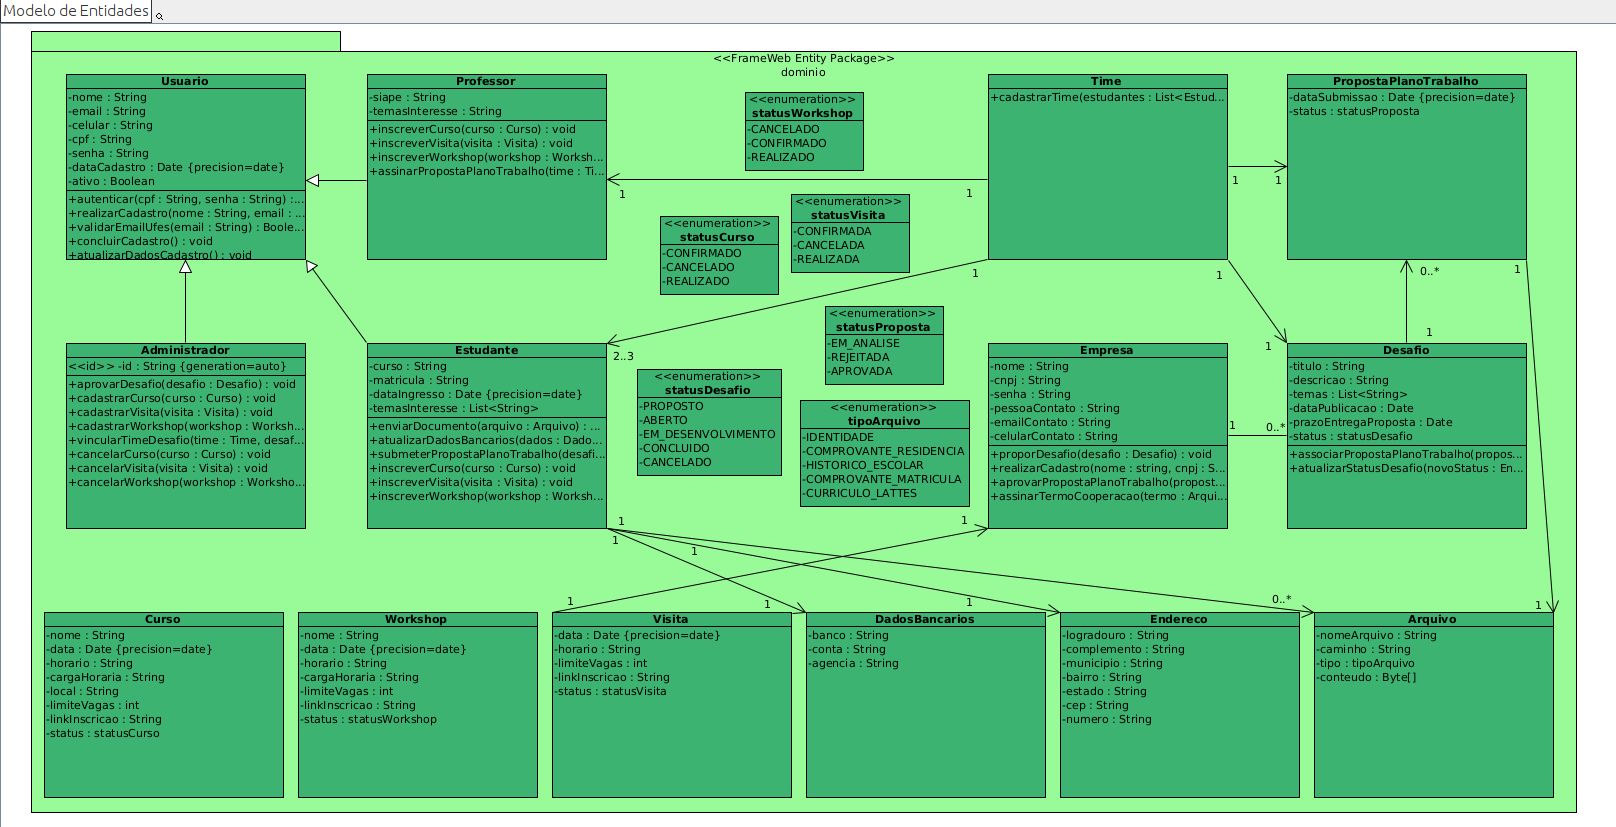 Modelo de Entidades
<<FrameWeb Entity Package>>
dominio
Usuario
-nome : String
-email : String
-celular : String
-cpf : String
-senha : String
-dataCadastro : Date {precision=date}
-ativo : Boolean
+autenticar(cpf : String, senha : String) :...
+realizarCadastro(nome : String, email : ...
+validarEmailUfes(email : String) : Boole...
+concluirCadastro() : void
+atualizarDadosCadastro() : void
Professor
-siape : String
-temasInteresse : String
+inscreverCurso(curso : Curso) : void
+inscreverVisita(visita : Visita) : void
+inscreverWorkshop(workshop : Worksh...
+assinarPropostaPlanoTrabalho(time : Ti...
<<enumeration>>
statusWorkshop
-CANCELADO
-CONFIRMADO
-REALIZADO
Time
+cadastrarTime(estudantes : List<Estud...
PropostaPlanoTrabalho
-dataSubmissao : Date {precision=date}
-status : statusProposta
1
1
1
1
<<enumeration>>
statusVisita
-CONFIRMADA
-CANCELADA
-REALIZADA
<<enumeration>>
statusCurso
-CONFIRMADO
-CANCELADO
-REALIZADO
1
1
0..*
1
<<enumeration>>
statusProposta
-EM_ANALISE
-REJEITADA
-APROVADA
2..3
1
1
Administrador
<<id>> -id : String {generation=auto}
+aprovarDesafio(desafio : Desafio) : void
+cadastrarCurso(curso : Curso) : void
+cadastrarVisita(visita : Visita) : void
+cadastrarWorkshop(workshop : Worksh...
+vincularTimeDesafio(time : Time, desaf...
+cancelarCurso(curso : Curso) : void
+cancelarVisita(visita : Visita) : void
+cancelarWorkshop(workshop : Worksho...
Estudante
-curso : String
-matricula : String
-dataIngresso : Date {precision=date}
-temasInteresse : List<String>
+enviarDocumento(arquivo : Arquivo) : ...
+atualizarDadosBancarios(dados : Dado...
+submeterPropostaPlanoTrabalho(desafi...
+inscreverCurso(curso : Curso) : void
+inscreverVisita(visita : Visita) : void
+inscreverWorkshop(workshop : Worksh...
<<enumeration>>
statusDesafio
-PROPOSTO
-ABERTO
-EM_DESENVOLVIMENTO
-CONCLUIDO
-CANCELADO
<<enumeration>>
tipoArquivo
-IDENTIDADE
-COMPROVANTE_RESIDENCIA
-HISTORICO_ESCOLAR
-COMPROVANTE_MATRICULA
-CURRICULO_LATTES
Empresa
-nome : String
-cnpj : String
-senha : String
-pessoaContato : String
-emailContato : String
-celularContato : String
+proporDesafio(desafio : Desafio) : void
+realizarCadastro(nome : string, cnpj : S...
+aprovarPropostaPlanoTrabalho(propost...
+assinarTermoCooperacao(termo : Arqui...
1
0..*
Desafio
-titulo : String
-descricao : String
-temas : List<String>
-dataPublicacao : Date
-prazoEntregaProposta : Date
-status : statusDesafio
+associarPropostaPlanoTrabalho(propos...
+atualizarStatusDesafio(novoStatus : En...
1
1
1
1
1
1
1
0..*
1
Curso
-nome : String
-data : Date {precision=date}
-horario : String
-cargaHoraria : String
-local : String
-limiteVagas : int
-linkInscricao : String
-status : statusCurso
Workshop
-nome : String
-data : Date {precision=date}
-horario : String
-cargaHoraria : String
-limiteVagas : int
-linkInscricao : String
-status : statusWorkshop
Visita
-data : Date {precision=date}
-horario : String
-limiteVagas : int
-linkInscricao : String
-status : statusVisita
DadosBancarios
-banco : String
-conta : String
-agencia : String
Endereco
-logradouro : String
-complemento : String
-municipio : String
-bairro : String
-estado : String
-cep : String
-numero : String
Arquivo
-nomeArquivo : String
-caminho : String
-tipo : tipoArquivo
-conteudo : Byte[]